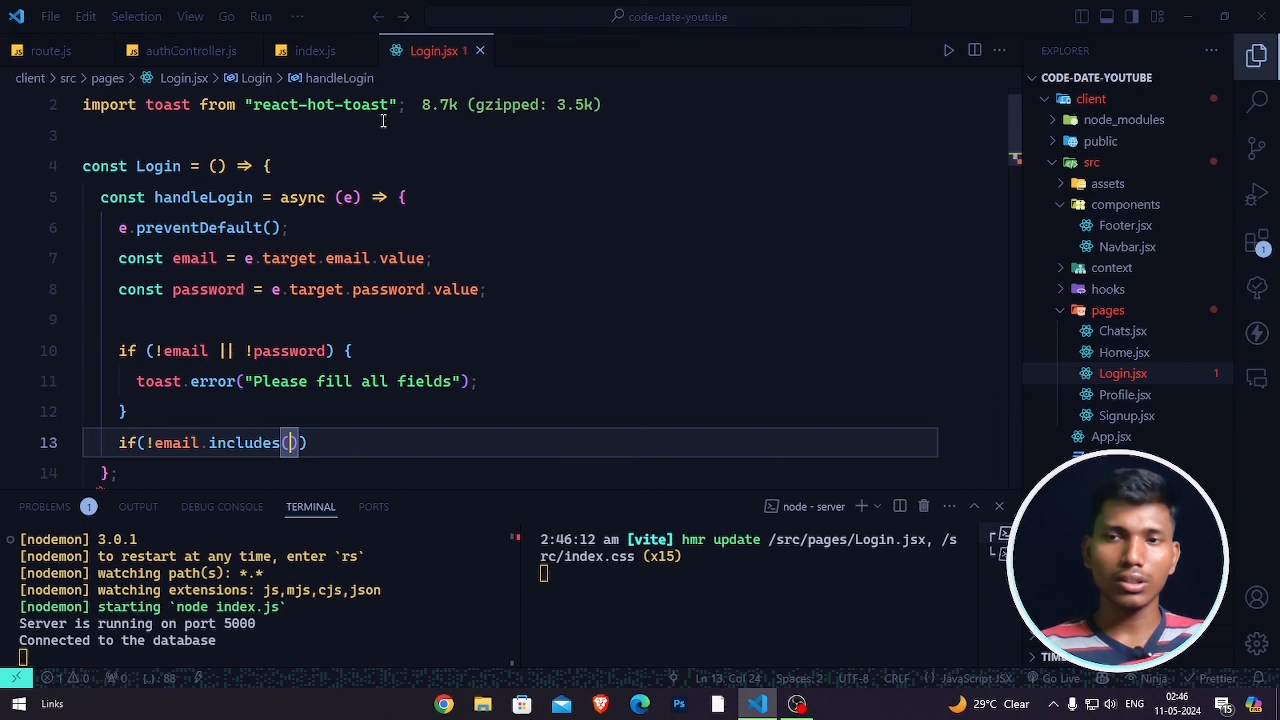 File Edit Selection View Go Run ··· code-date-youtube
route.js authController.js index.js Login.jsx 1 EXPLORER
client > src > pages > Login.jsx > Login > handleLogin
2 import toast from "react-hot-toast"; 8.7k (gzipped: 3.5k)
3
4 const Login = () => {
5 const handleLogin = async (e) => {
6 e.preventDefault();
7 const email = e.target.email.value;
8 const password = e.target.password.value;
9
10 if (!email || !password) {
11 toast.error("Please fill all fields");
12 }
13 if(!email.includes())
14 };
CODE-DATE-YOUTUBE
client
node_modules
public
src
assets
components
Footer.jsx
Navbar.jsx
context
hooks
pages
Chats.jsx
Home.jsx
Login.jsx 1
Profile.jsx
Signup.jsx
App.jsx
1
PROBLEMS 1 OUTPUT DEBUG CONSOLE TERMINAL PORTS node - server
[nodemon] 3.0.1
[nodemon] to restart at any time, enter `rs`
[nodemon] watching path(s): *.*
[nodemon] watching extensions: js,mjs,cjs,json
[nodemon] starting `node index.js`
Server is running on port 5000
Connected to the database
2:46:12 am [vite] hmr update /src/pages/Login.jsx, /s
rc/index.css (x15)
1 0 0 {..}: 88 Ln 13, Col 24 Spaces: 2 UTF-8 CRLF {} JavaScript JSX Go Live Ninja Prettier
Links 29°C Clear 02:46
11-05-2024